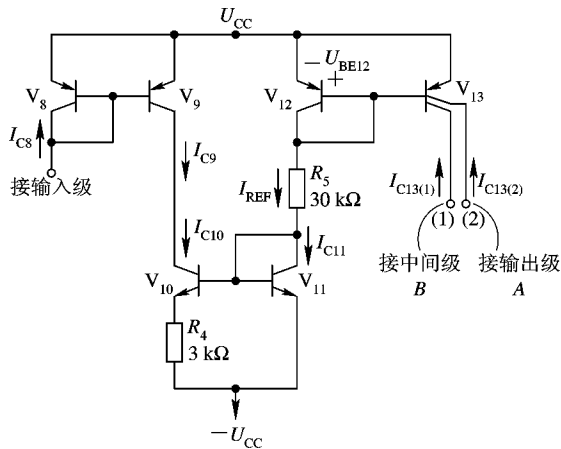 U_CC
− U_BE12
+
V_8
V_9
V_12
V_13
I_C8
I_C9
R_5
30 kΩ
I_REF
I_C13(1)
I_C13(2)
接输入级
(1)
(2)
I_C10
I_C11
接中间级
B
接输出级
A
V_10
V_11
R_4
3 kΩ
−U_CC